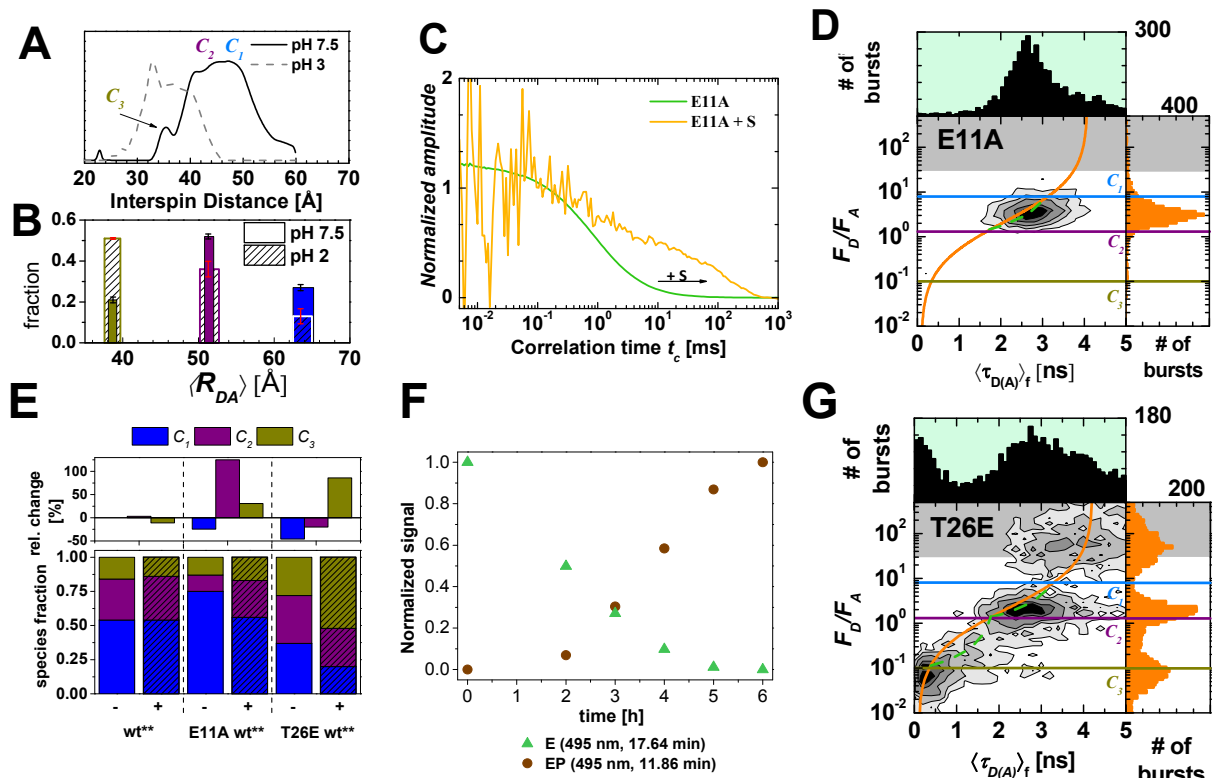 A
C2 C1
pH 7.5
pH 3
C3
20 30 40 50 60 70
Interspin Distance [Å]
B
0.6
0.4
0.2
0.0
fraction
pH 7.5
pH 2
40 50 60 70
⟨RDA⟩ [Å]
C
Normalized amplitude
2
1
0
E11A
E11A + S
+ S
10-2 10-1 100 101 102 103
Correlation time tc [ms]
D
# of
bursts
300
400
E11A
FD/FA
102
101
100
10-1
10-2
C1
C2
C3
0 1 2 3 4 5
⟨τD(A)⟩f [ns]
# of
bursts
E
C1 C2 C3
rel. change
[%]
100
50
0
-50
species fraction
1.00
0.75
0.50
0.25
0.00
- + - + - +
wt** E11A wt** T26E wt**
F
Normalized signal
1.0
0.8
0.6
0.4
0.2
0.0
0 1 2 3 4 5 6
time [h]
E (495 nm, 17.64 min)
EP (495 nm, 11.86 min)
G
# of
bursts
180
200
T26E
FD/FA
102
101
100
10-1
10-2
C1
C2
C3
0 1 2 3 4 5
⟨τD(A)⟩f [ns]
# of
bursts